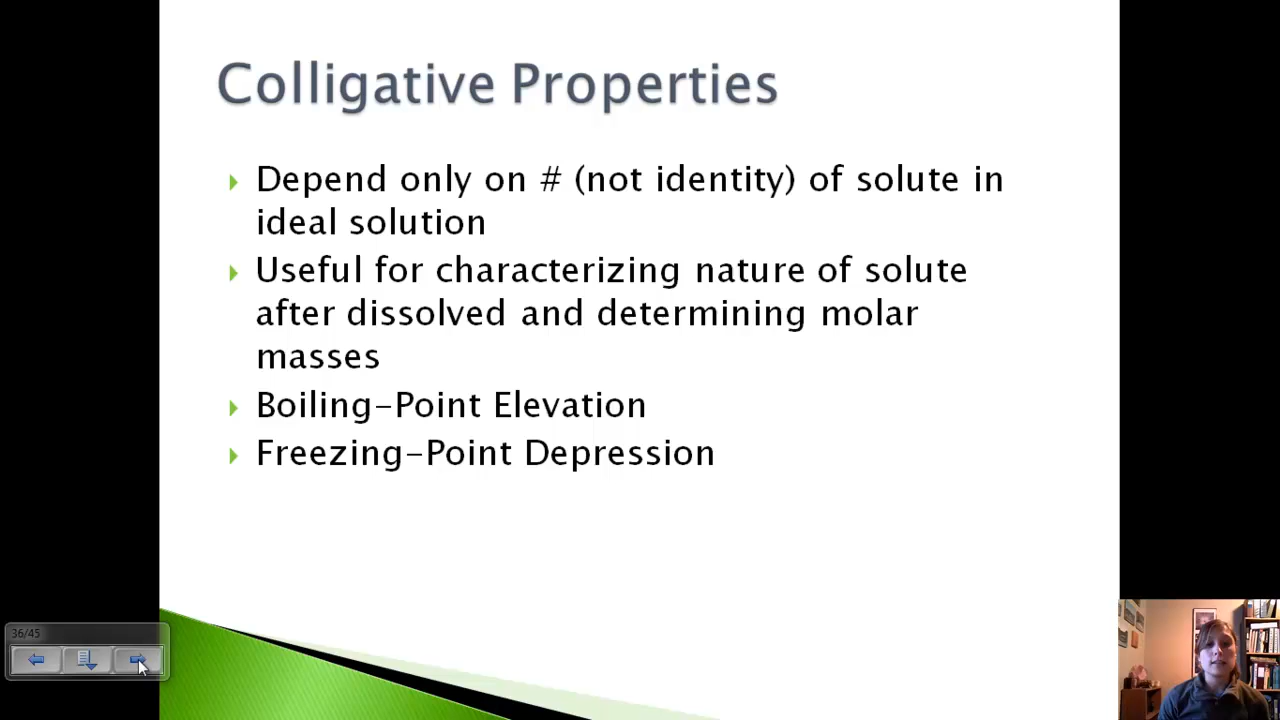 Colligative Properties
Depend only on # (not identity) of solute in
ideal solution
Useful for characterizing nature of solute
after dissolved and determining molar
masses
Boiling-Point Elevation
Freezing-Point Depression
36/45